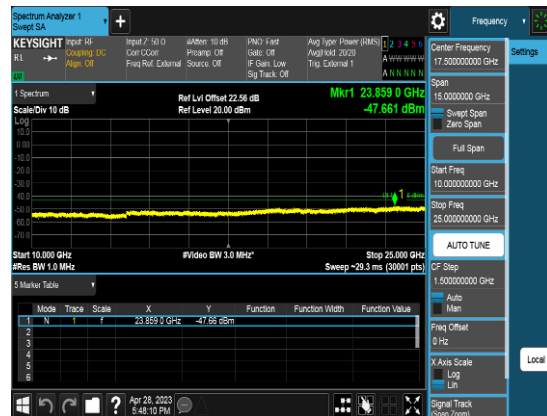 Spectrum Analyzer 1
Swept SA
+
Frequency
KEYSIGHT
Input: RF
Coupling: DC
Align: Off
Input Z: 50 Ω
Corr CCorr
Freq Ref: External
#Atten: 10 dB
Preamp: Off
Source: Off
PNO: Fast
Gate: Off
IF Gain: Low
Sig Track: Off
Avg Type: Power (RMS)
Avg|Hold: 20/20
Trig: External 1
1 2 3 4 5 6
A W W W W W
A N N N N N
RL
LXI
1 Spectrum
Scale/Div 10 dB
Ref Lvl Offset 22.56 dB
Ref Level 20.00 dBm
Mkr1 23.859 0 GHz
-47.661 dBm
Log
10.0
0.00
-10.0
-20.0
-30.0
-40.0
-50.0
-60.0
-70.0
1
Start 10.000 GHz
#Res BW 1.0 MHz
#Video BW 3.0 MHz*
Stop 25.000 GHz
Sweep ~29.3 ms (30001 pts)
5 Marker Table
Mode Trace Scale X Y Function Function Width Function Value
1 N 1 f 23.859 0 GHz -47.66 dBm
2
3
4
5
6
Apr 28, 2023
5:48:10 PM
Center Frequency
17.500000000 GHz
Settings
Span
15.0000000 GHz
Swept Span
Zero Span
Full Span
Start Freq
10.000000000 GHz
Stop Freq
25.000000000 GHz
AUTO TUNE
CF Step
1.500000000 GHz
Auto
Man
Freq Offset
0 Hz
X Axis Scale
Log
Lin
Local
Signal Track
(Span Zoom)